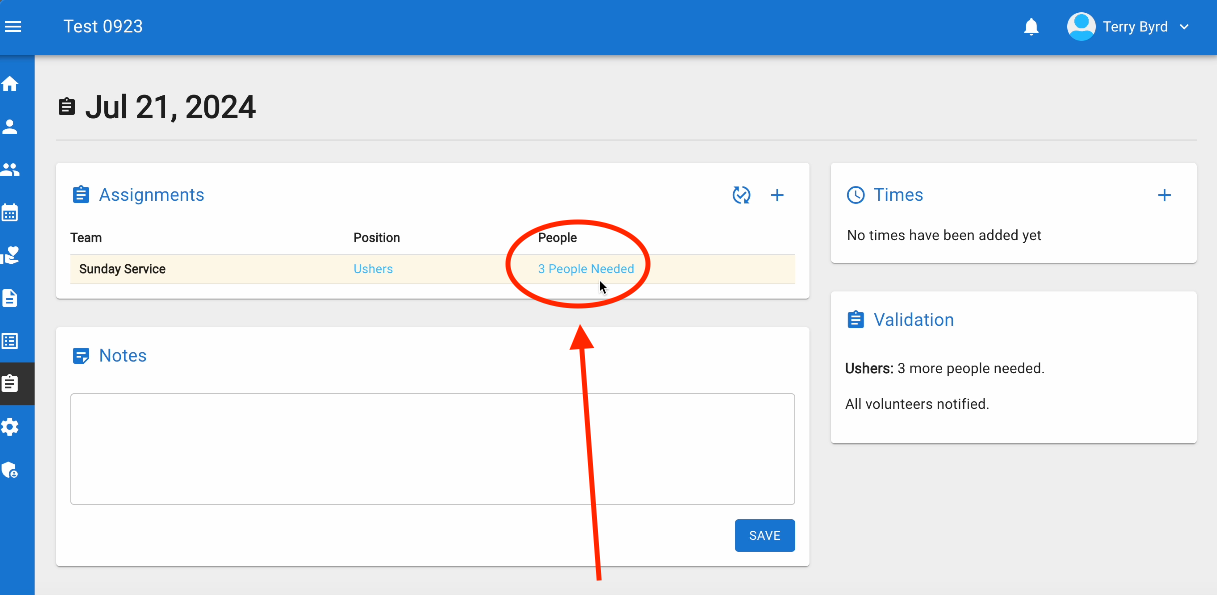 Test 0923
Terry Byrd
Jul 21, 2024
Assignments
Team Position People
Sunday Service Ushers 3 People Needed
Notes
SAVE
Times
No times have been added yet
Validation
Ushers: 3 more people needed.
All volunteers notified.